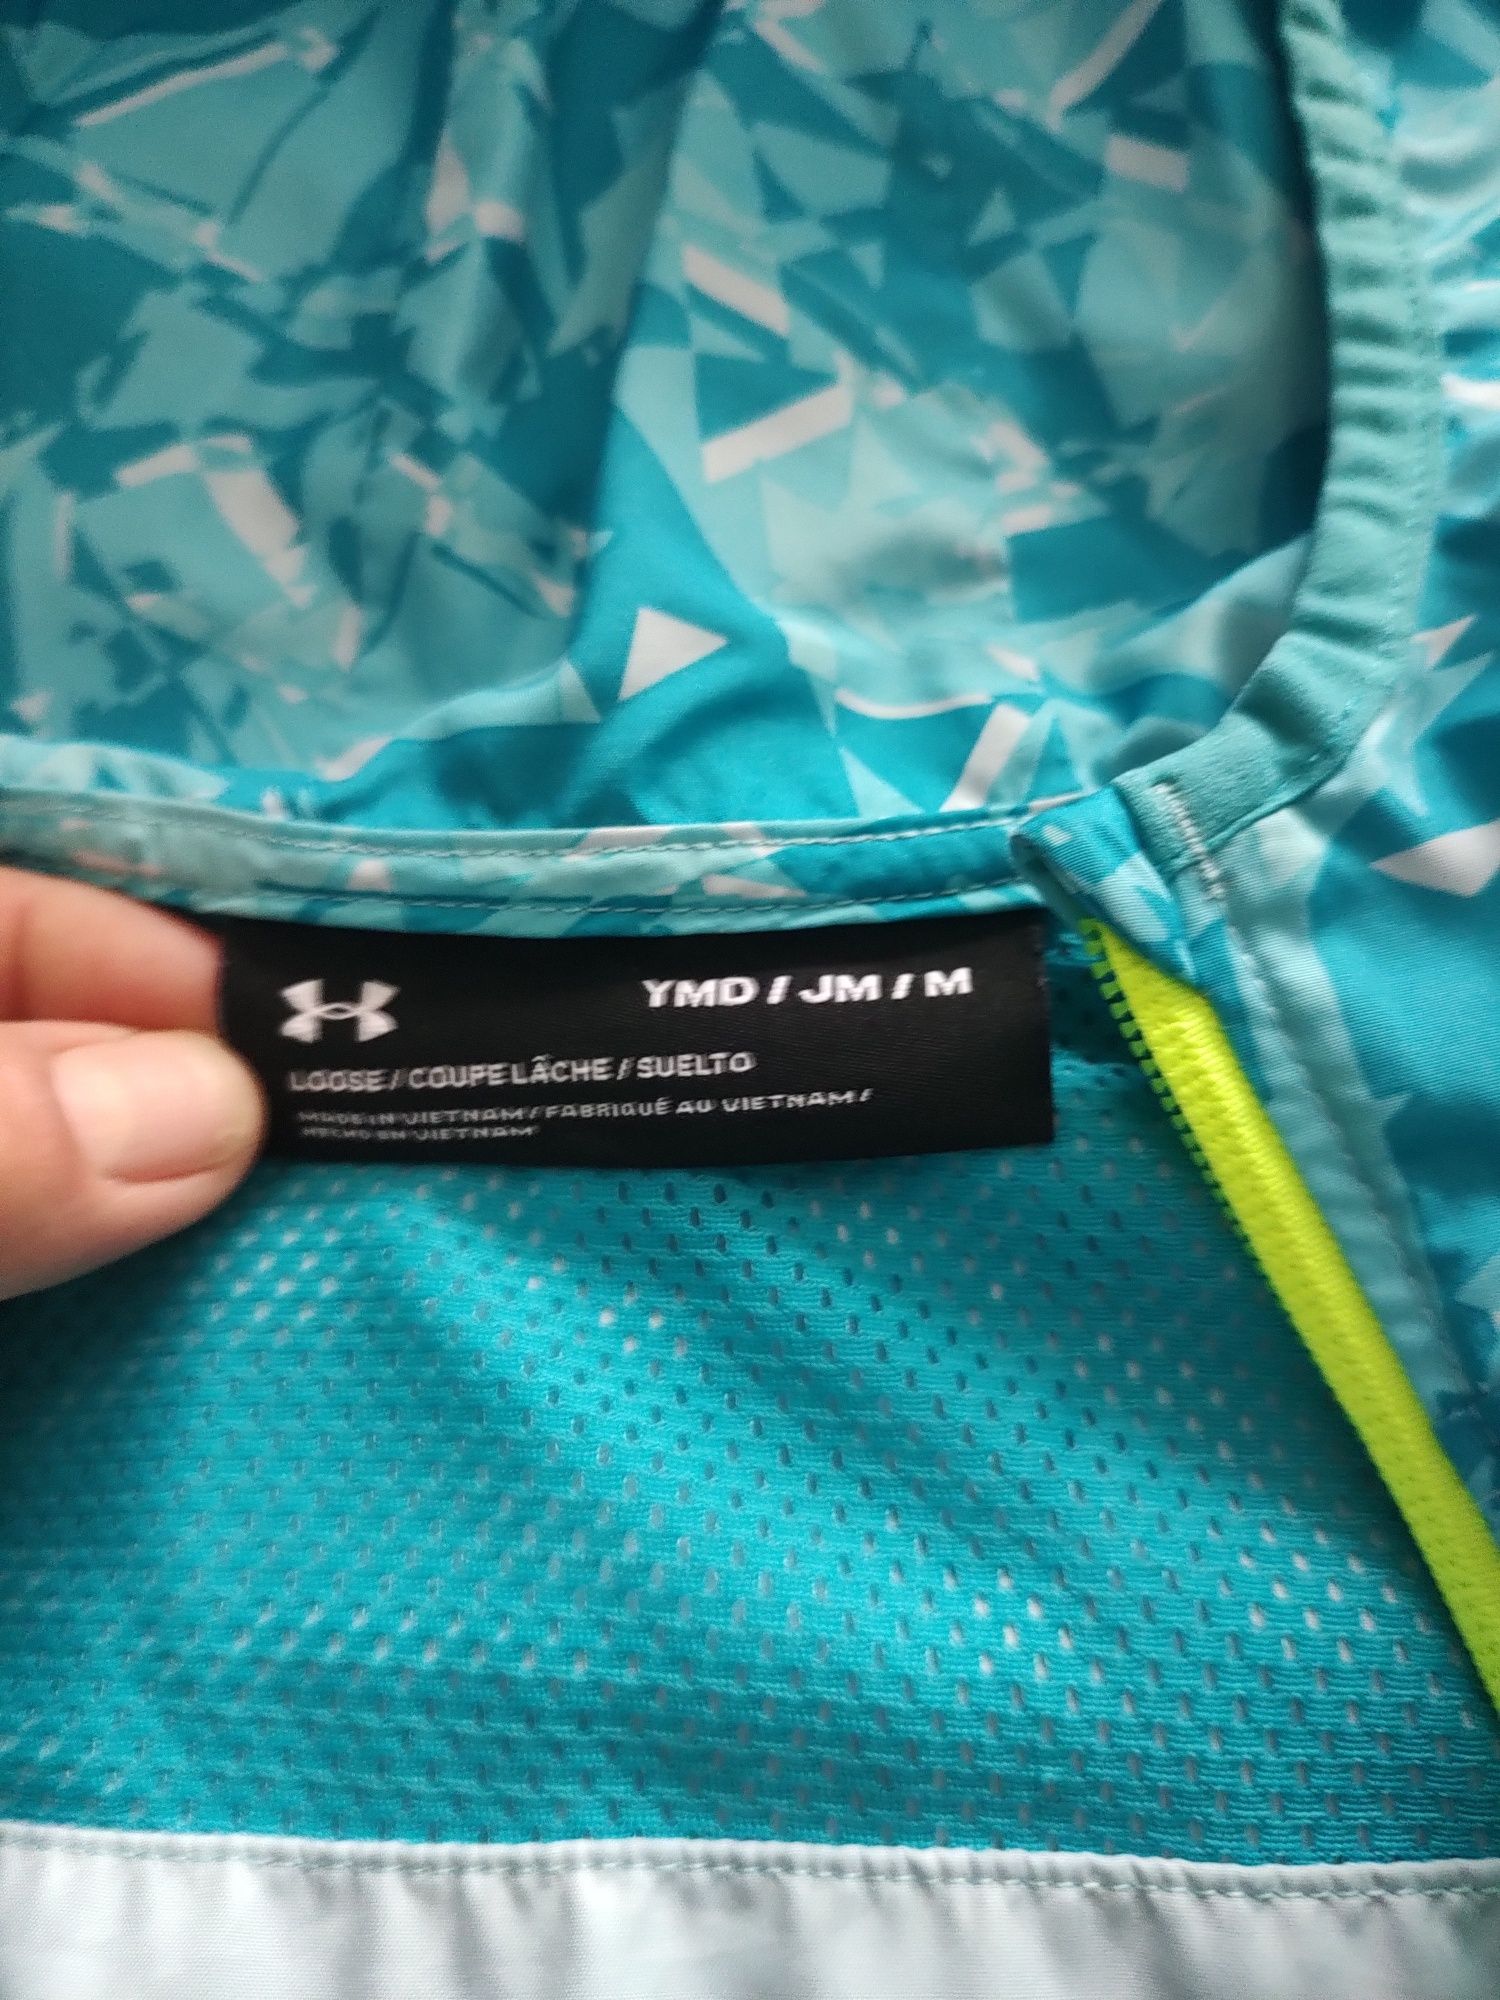 YMD / JM / M
LOOSE / COUPE LÂCHE / SUELTO
MADE IN VIETNAM / FABRIQUÉ AU VIETNAM /
HECHO EN VIETNAM